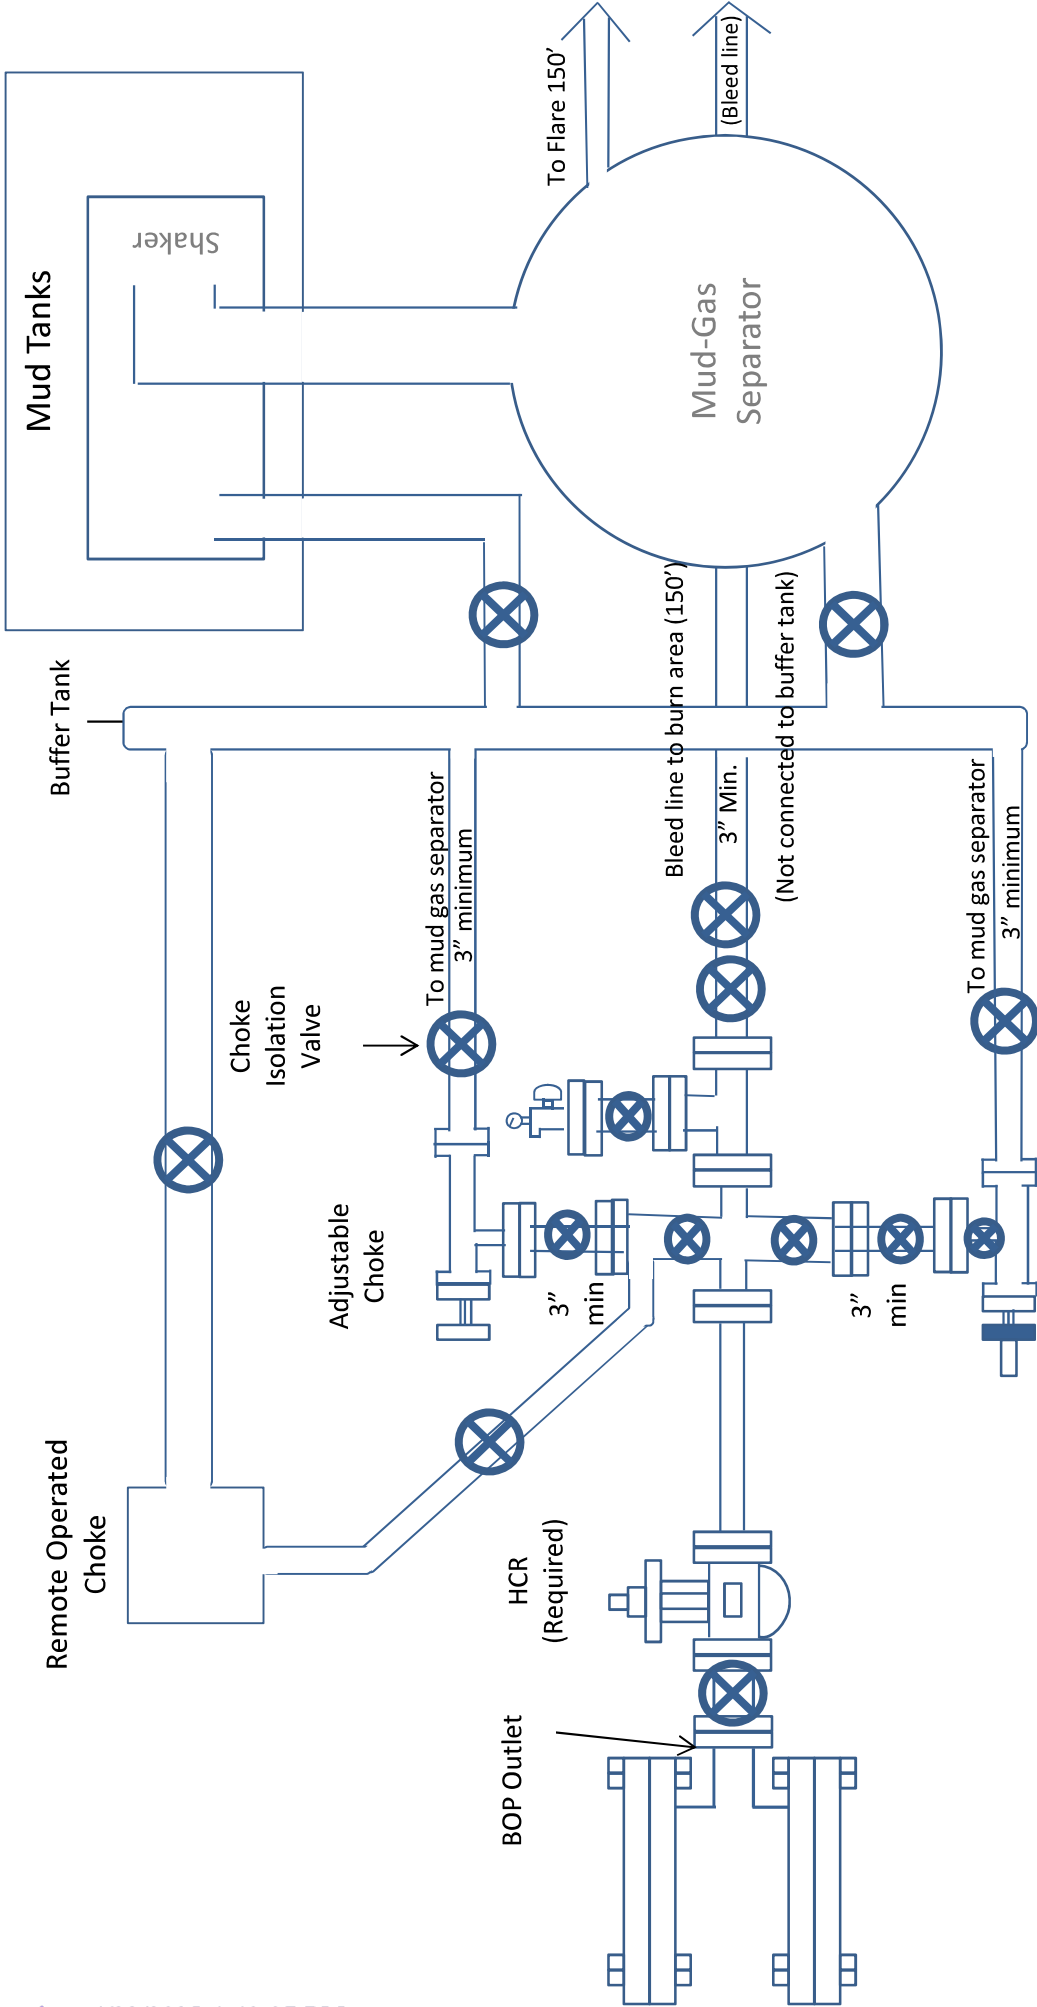 Mud Tanks
Shaker
To Flare 150’
(Bleed line)
Mud-Gas
Separator
Buffer Tank
Bleed line to burn area (150’)
3” Min.
(Not connected to buffer tank)
To mud gas separator
3” minimum
To mud gas separator
3” minimum
Choke
Isolation
Valve
Adjustable
Choke
3”
min
3”
min
Remote Operated
Choke
HCR
(Required)
BOP Outlet